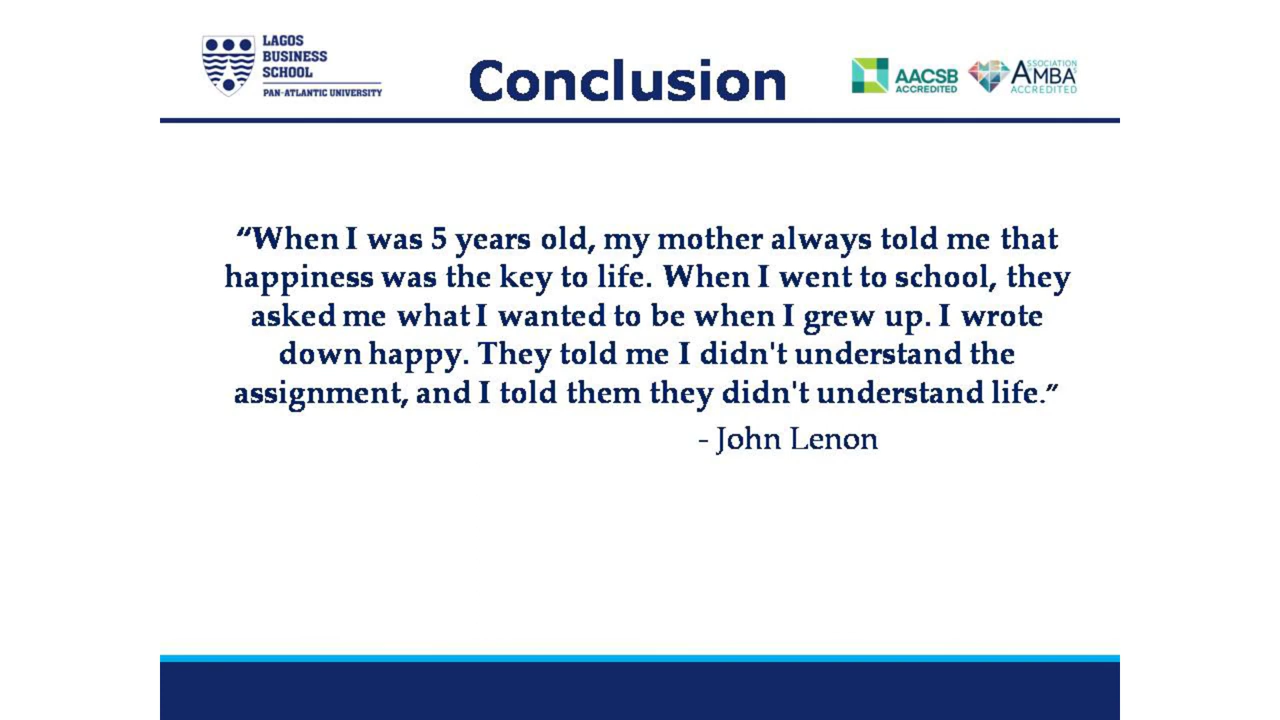 LAGOS
BUSINESS
SCHOOL
PAN-ATLANTIC UNIVERSITY
Conclusion
AACSB
ACCREDITED
ASSOCIATION
AMBA'S
ACCREDITED
“When I was 5 years old, my mother always told me that
happiness was the key to life. When I went to school, they
asked me what I wanted to be when I grew up. I wrote
down happy. They told me I didn't understand the
assignment, and I told them they didn't understand life.”
- John Lenon